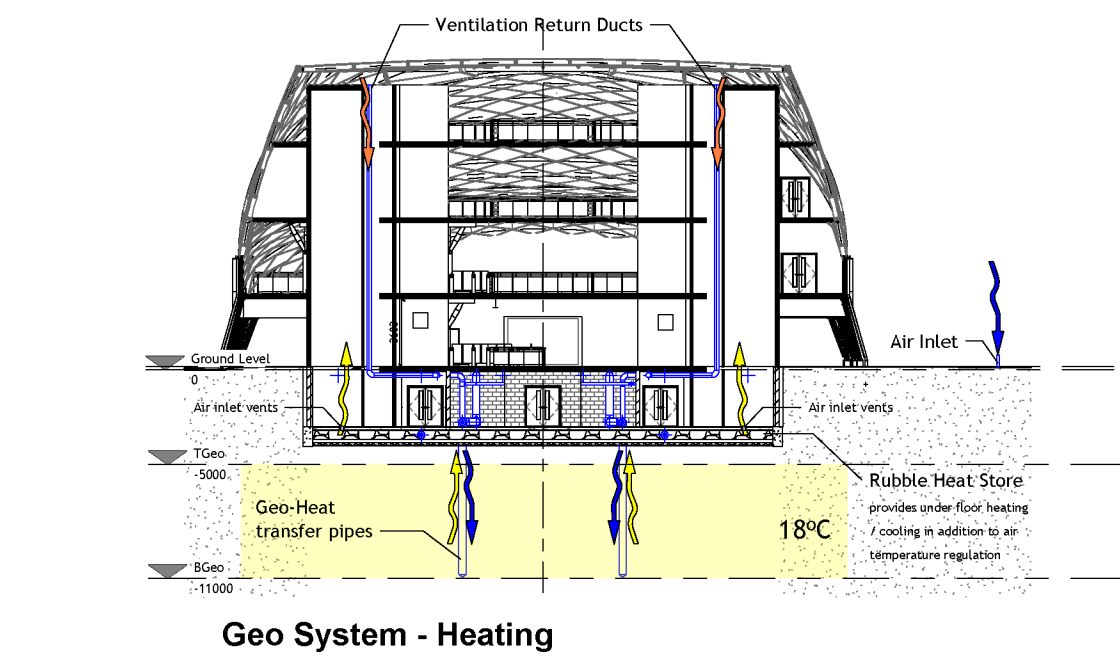 Ventilation Return Ducts
3600
Air Inlet
Ground Level
0
Air inlet vents
Air inlet vents
TGeo
-5000
Rubble Heat Store
provides under floor heating
/ cooling in addition to air
temperature regulation
Geo-Heat
transfer pipes
18ºC
BGeo
-11000
Geo System - Heating